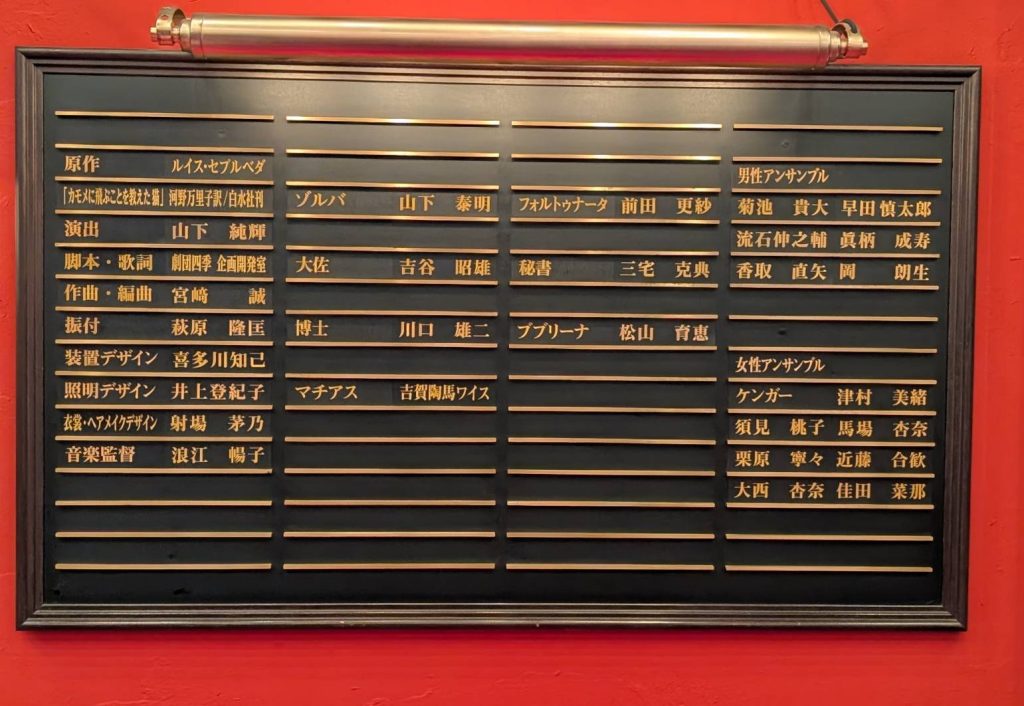 原作 ルイス・セプルベダ
「カモメに飛ぶことを教えた猫」 河野万里子訳/白水社刊
演出 山下 純輝
脚本・歌詞 劇団四季 企画開発室
作曲・編曲 宮﨑 誠
振付 萩原 隆匡
装置デザイン 喜多川知己
照明デザイン 井上登紀子
衣裳・ヘアメイクデザイン 射場 茅乃
音楽監督 浪江 暢子
ゾルバ 山下 泰明
大佐 吉谷 昭雄
博士 川口 雄二
マチアス 吉賀陶馬ワイス
フォルトゥナータ 前田 更紗
秘書 三宅 克典
ブブリーナ 松山 育恵
男性アンサンブル
菊池 貴大 早田慎太郎
流石伸之輔 眞柄 成寿
香取 直矢 岡 朗生
女性アンサンブル
ケンガー 津村 美緒
須見 桃子 馬場 杏奈
栗原 寧々 近藤 合歓
大西 杏奈 佳田 菜那